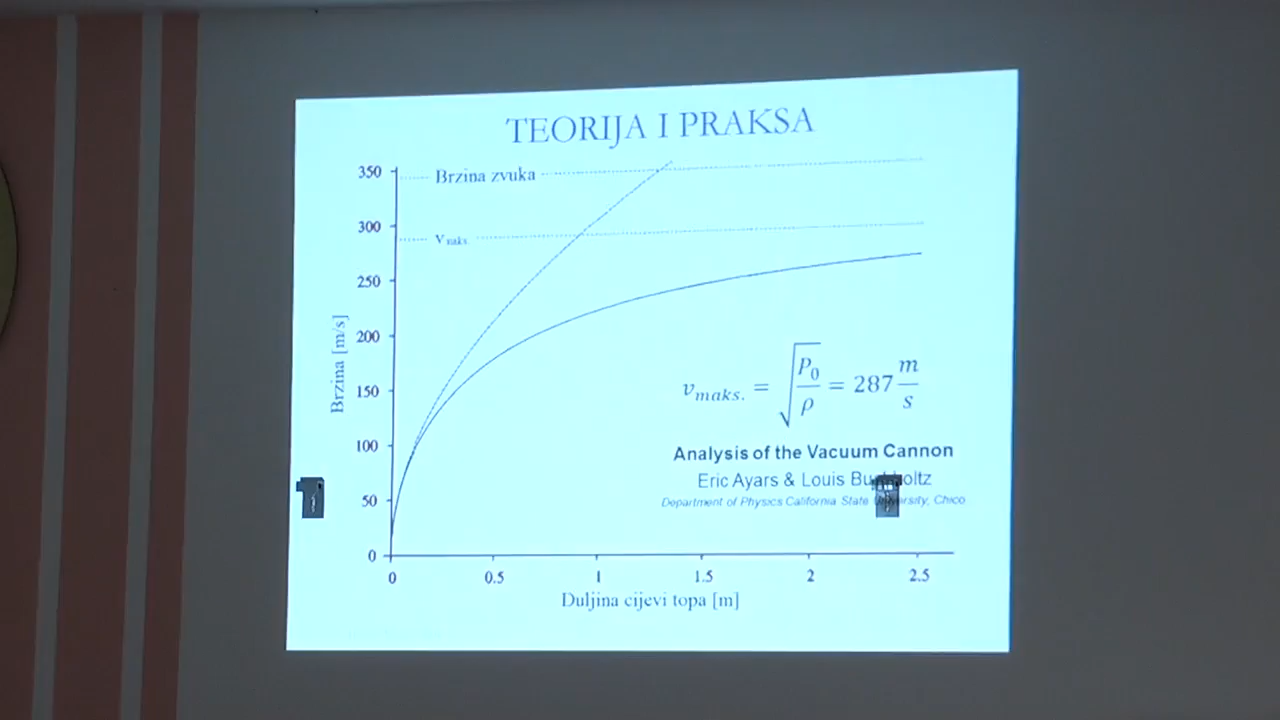 TEORIJA I PRAKSA
350
Brzina zvuka
300
v maks.
250
200
150
100
50
0
Brzina [m/s]
0 0.5 1 1.5 2 2.5
Duljina cijevi topa [m]
v maks. = √(P₀/ρ) = 287 m/s
Analysis of the Vacuum Cannon
Eric Ayars & Louis Buchholtz
Department of Physics California State University, Chico